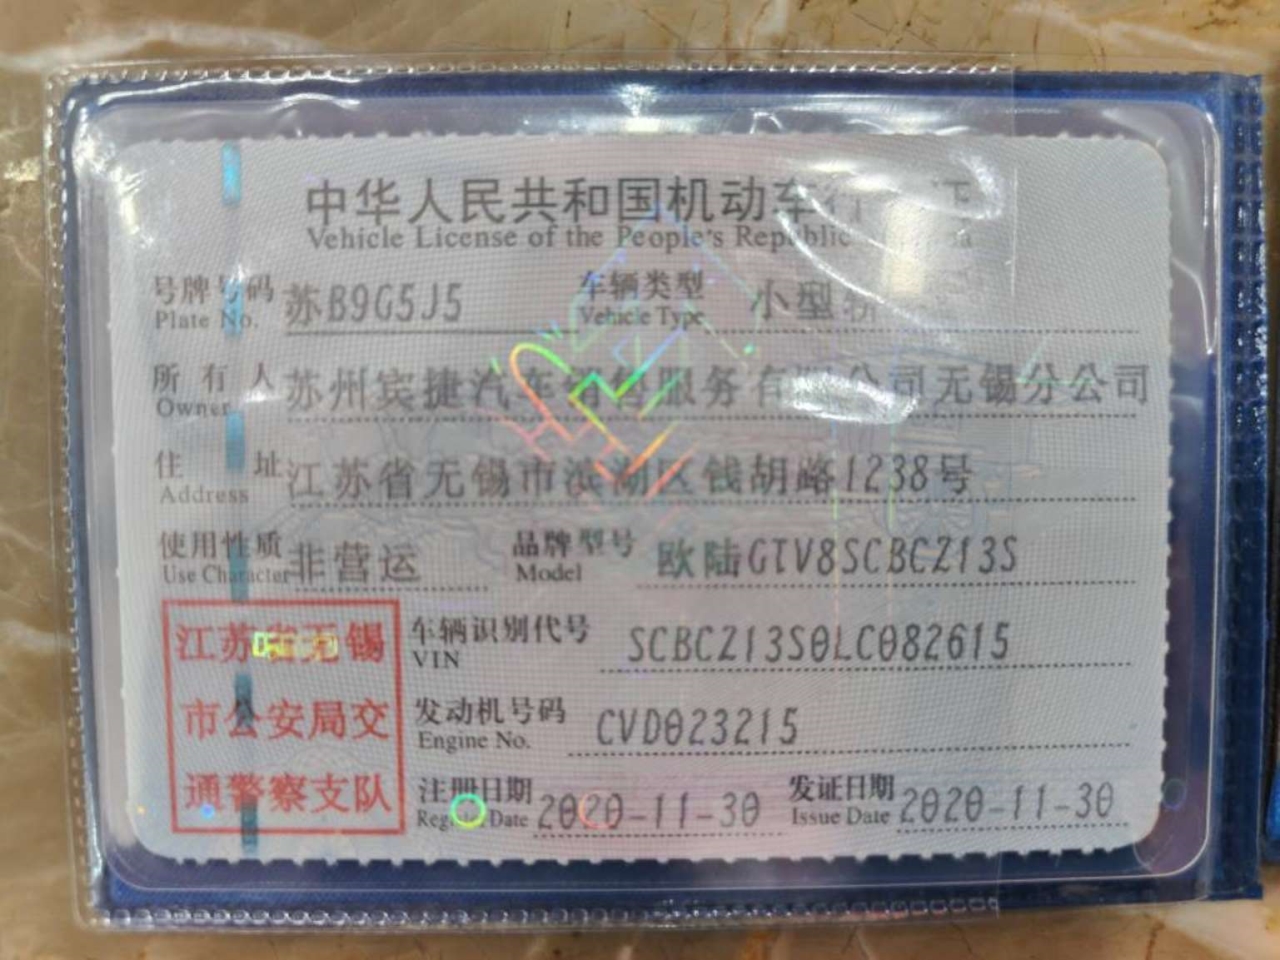 中华人民共和国机动车行 证
Vehicle License of the People's Republic
号牌号码 苏B9G5J5 车辆类型 小型轿
Plate No. Vehicle Type
所有人 苏州宾捷汽车销售服务有限公司无锡分公司
Owner
住址 江苏省无锡市滨湖区钱胡路1238号
Address
使用性质 非营运 品牌型号 欧陆GTV8SCBCZ13S
Use Character Model
江苏省无锡
市公安局交
通警察支队
车辆识别代号 SCBCZ13S0LC082615
VIN
发动机号码 CVD023215
Engine No.
注册日期 2020-11-30 发证日期 2020-11-30
Register Date Issue Date